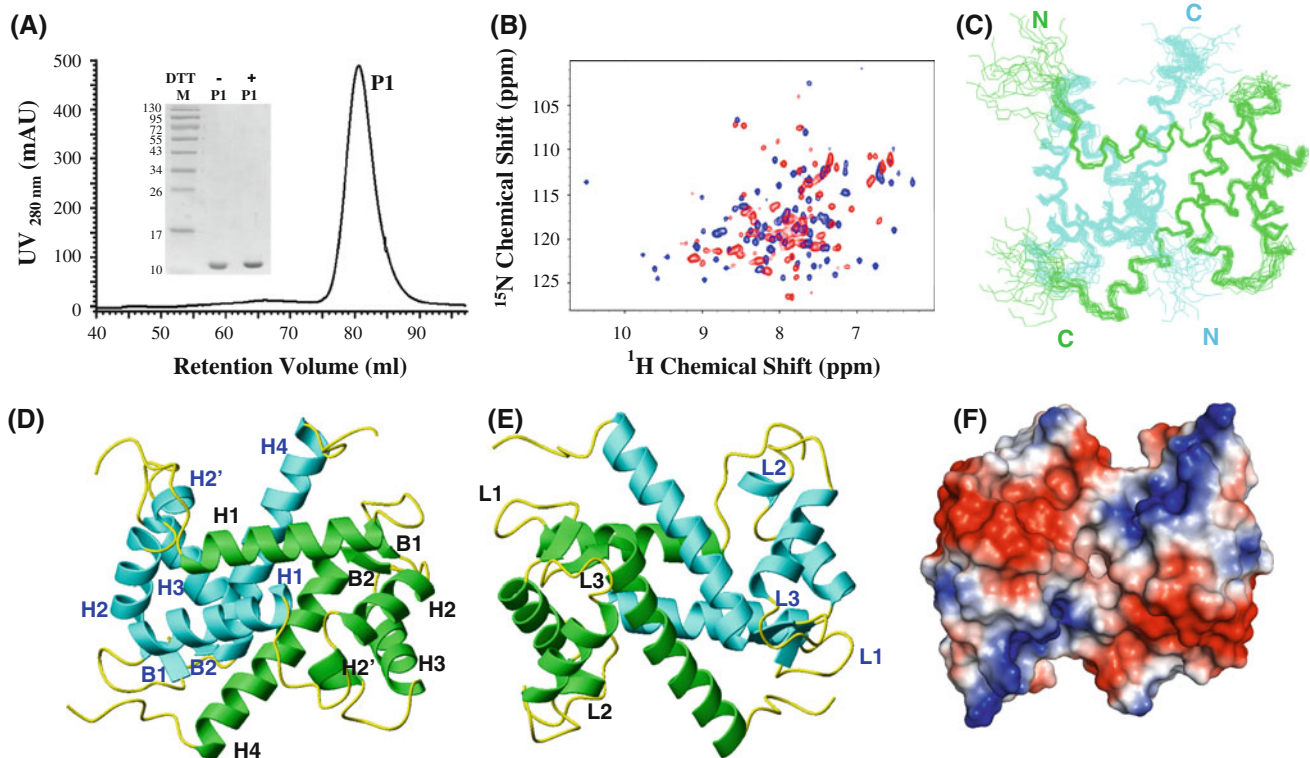 (A)
500
400
300
200
100
0
UV 280 nm (mAU)
DTT - +
M P1 P1
130
95
72
55
43
34
26
17
10
P1
40 50 60 70 80 90
Retention Volume (ml)
(B)
105
110
115
120
125
15N Chemical Shift (ppm)
10 9 8 7
1H Chemical Shift (ppm)
(C)
N
C
C
N
(D)
H4
H2’
H1
B1
H3
H1
B2
H2
H2
B1
B2
H2’
H3
H4
(E)
L2
L1
L3
L3
L1
L2
(F)